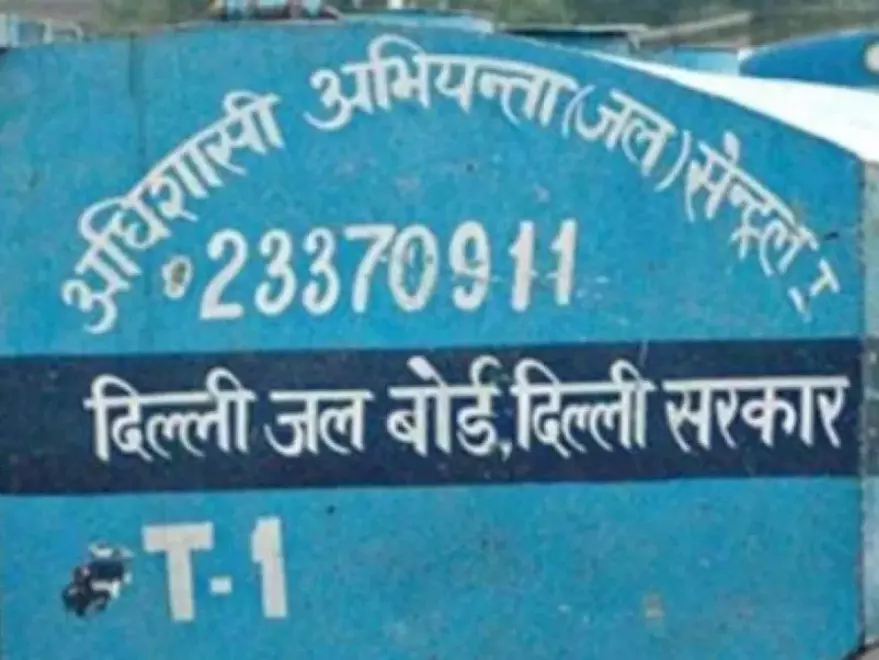 अधिशासी अभियन्ता (जल) सेन्ट्रल I
23370911
दिल्ली जल बोर्ड, दिल्ली सरकार
T-1